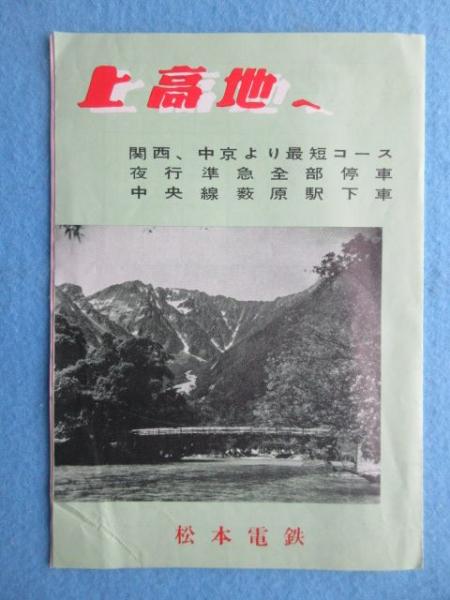 上高地へ
関西、中京より最短コース
夜行準急全部停車
中央線薮原駅下車
松本電鉄